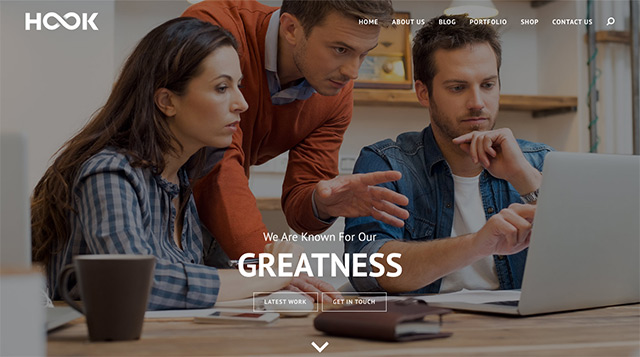 HOOK
HOME ABOUT US BLOG PORTFOLIO SHOP CONTACT US
We Are Known For Our
GREATNESS
LATEST WORK GET IN TOUCH